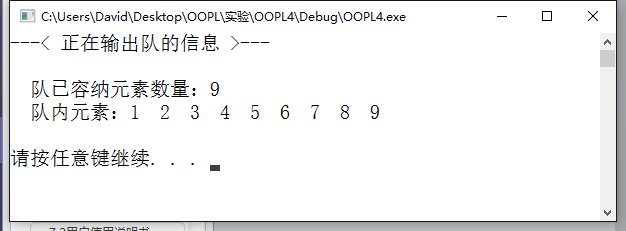 C:\Users\David\Desktop\OOPL\实验\OOPL4\Debug\OOPL4.exe
---< 正在输出队的信息 >---
队已容纳元素数量：9
队内元素：1 2 3 4 5 6 7 8 9
请按任意键继续. . .